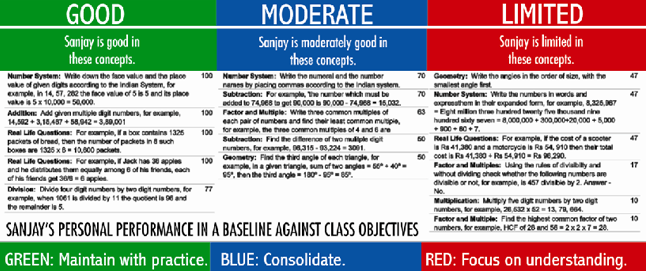 GOOD
Sanjay is good in
these concepts.
Number System: Write down the face value and the place 100
value of given digits according to the Indian System, for
example, in 14, 57, 262 the face value of 5 is 5 and its place
value is 5 x 10,000 = 50,000.
Addition: Add given multiple digit numbers, for example, 100
14,592 + 3,15,457 + 58,942 =
Real Life Questions: For example, if a box contains 1325 100
packets of bread, then the number of packets in 8 such
boxes are 1325 x 8 = 10,600 packets.
Real Life Questions: For example, if Jack has 36 apples 100
and he distributes them equally among 6 of his friends, each
of his friends get 36/6 = 6 apples.
Division: Divide four digit numbers by two digit numbers, for 77
example, when 1061 is divided by 11 the quotient is 96 and
the remainder is 5.
MODERATE
Sanjay is moderately good in
these concepts.
Number System: Write the numeral and the number 70
names by placing commas according to the Indian system.
Subtraction: For example, the number which must be 70
added to 74,968 to get 90,000 is 90,000 - 74,968 = 15,032.
Factor and Multiple: Write three common multiples of 63
each pair of numbers and find their least common multiple,
for example, the three common multiples of 4 and 6 are
Subtraction: Find the difference of two multiple digit 50
numbers, for example, 96,315 - 93,224 = 3091.
Geometry: Find the third angle of each triangle, for 50
example, in a given triangle, sum of two angles = 55° + 40° =
95°, then the third angle = 180° - 95° = 85°.
LIMITED
Sanjay is limited in
these concepts.
Geometry: Write the angles in the order of size, with the 47
smallest angle first.
Number System: Write the numbers in words and 47
expressthem in their expanded form, for example, 8,325,967
= Eight million three hundred twenty five thousand nine
hundred sixty seven = 8,000,000 + 300,000+20,000 + 5,000
+ 900 + 60 + 7.
Real Life Questions: For example, if the cost of a scooter 50
is Rs 41,380 and a motorcycle is Rs 54, 910 then their total
cost is Rs 41,380 + Rs 54,910 = Rs 96,290.
Factor and Multiples: Using the rules of divisibility and 17
without dividing check whether the following numbers are
divisible or not, for example, is 457 divisible by 2. Answer -
No.
Multiplication: Multiply five digit numbers by two digit 10
numbers, for example, 26,532 x 52 = 13, 79, 664.
Factor and Multiple: Find the highest common factor of two 10
numbers, for example, HCF of 28 and 56 = 2 x 2 x 7 = 28.
SANJAY'S PERSONAL PERFORMANCE IN A BASELINE AGAINST CLASS OBJECTIVES
GREEN: Maintain with practice.
BLUE: Consolidate.
RED: Focus on understanding.